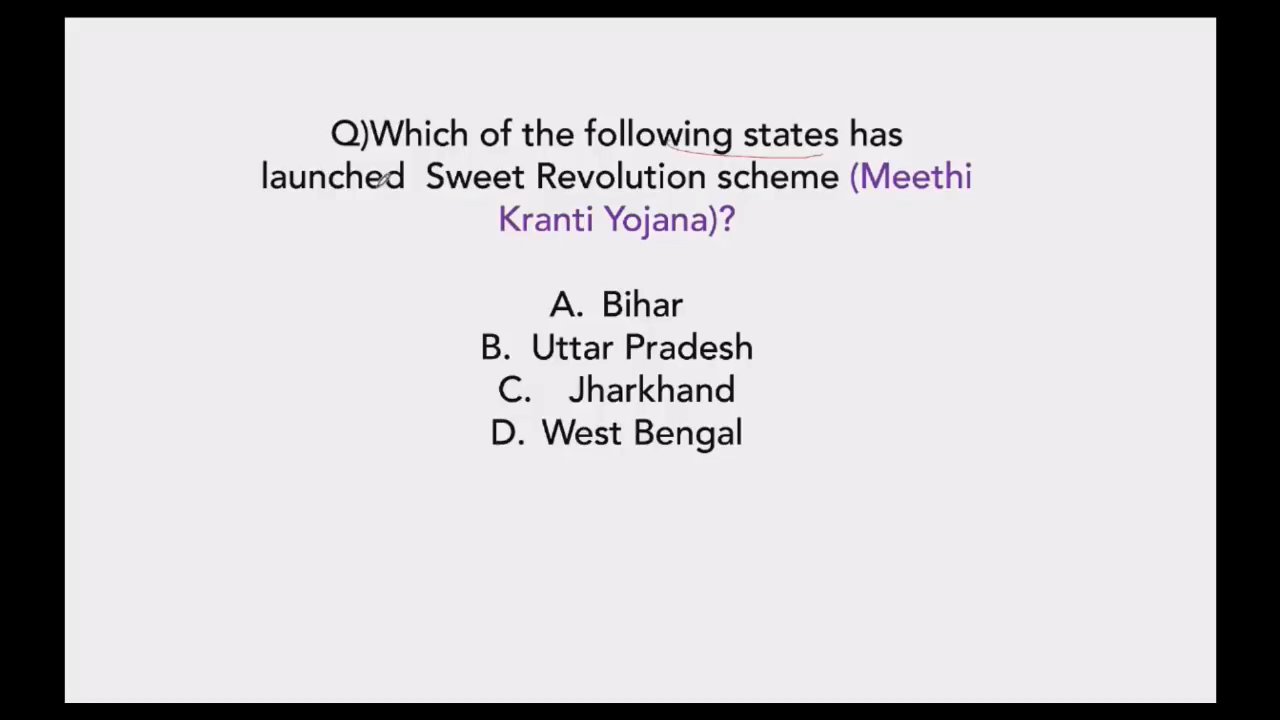 Q)Which of the following states has
launched Sweet Revolution scheme (Meethi
Kranti Yojana)?
A. Bihar
B. Uttar Pradesh
C. Jharkhand
D. West Bengal